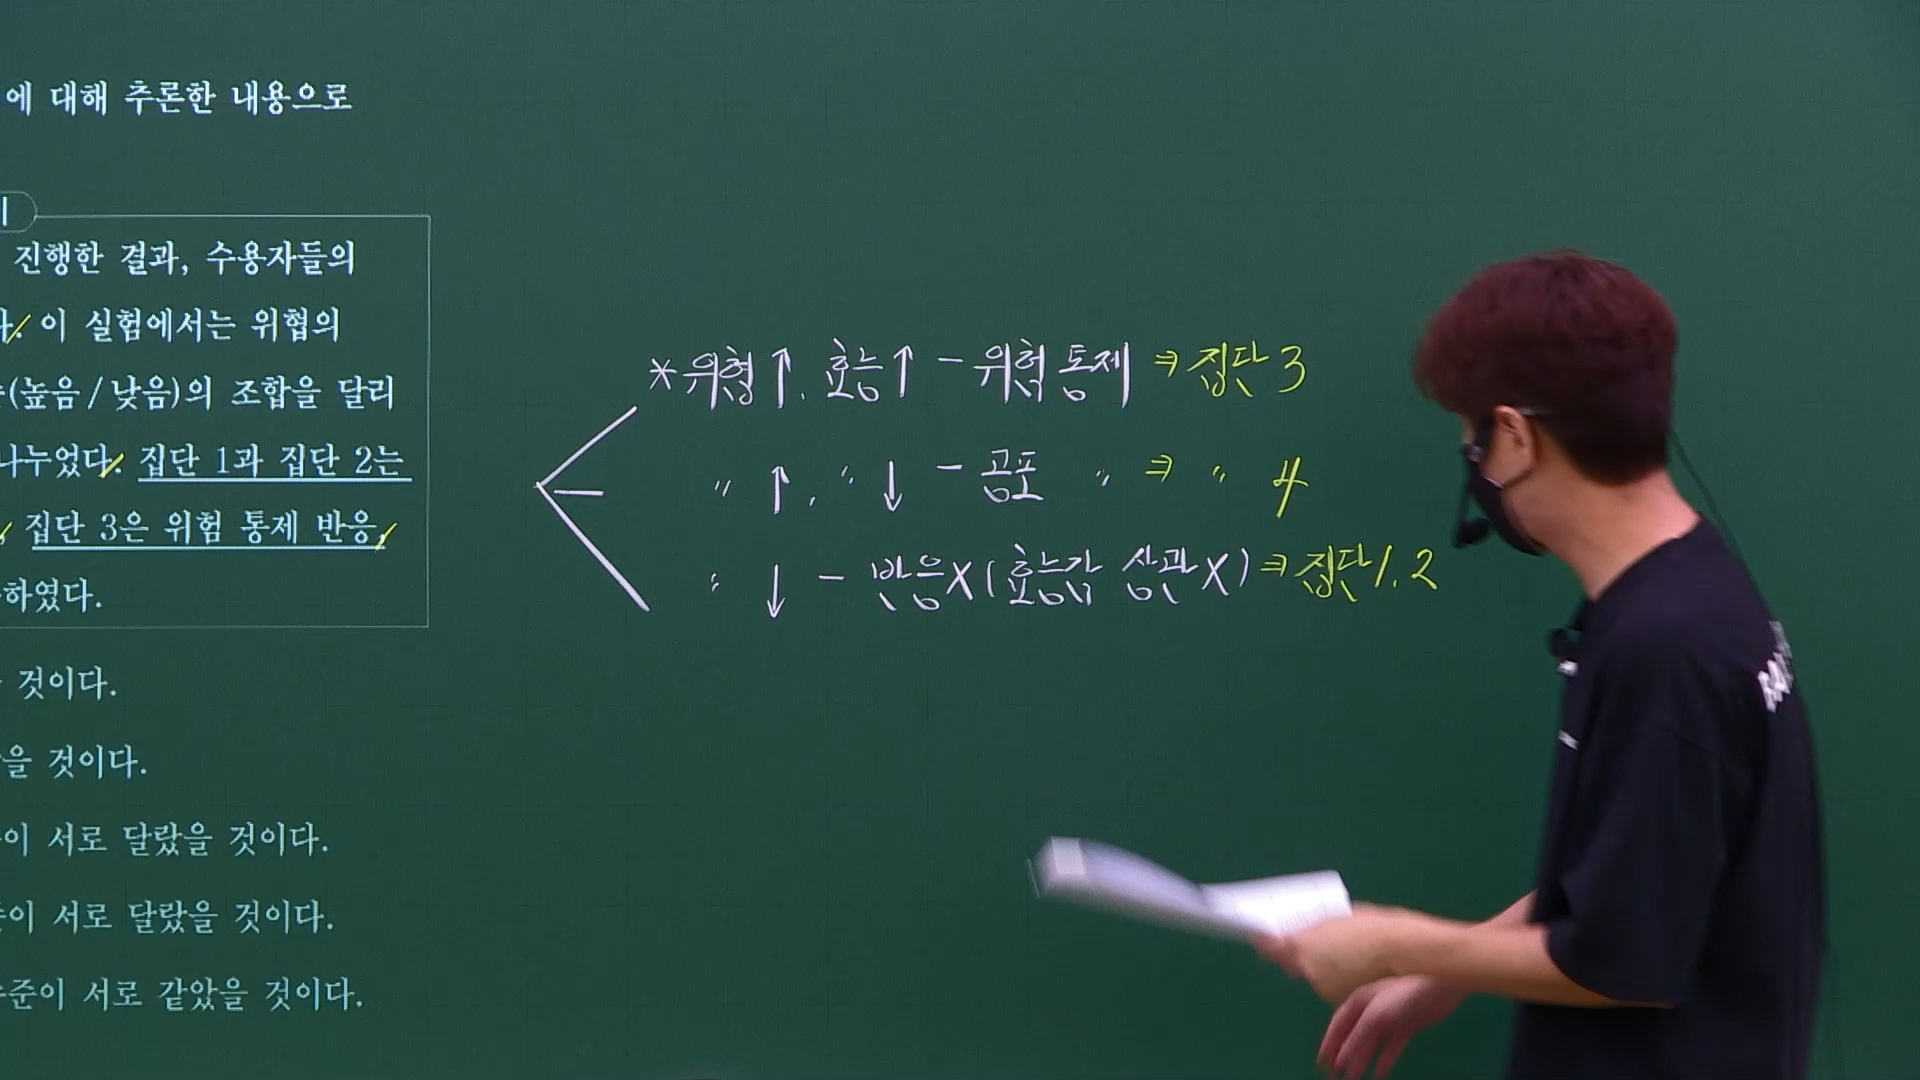 에 대해 추론한 내용으로
기
진행한 결과, 수용자들의
다. 이 실험에서는 위협의
(높음/낮음)의 조합을 달리
나누었다. 집단 1과 집단 2는
집단 3은 위험 통제 반응,
하였다.
것이다.
을 것이다.
이 서로 달랐을 것이다.
이 서로 달랐을 것이다.
수준이 서로 같았을 것이다.
*위협↑, 효능↑ - 위험통제 ⇒ 집단 3
〃 ↑, 〃 ↓ - 공포 〃 ⇒ 〃 4
〃 ↓ - 반응X (효능감 상관X) ⇒ 집단 1, 2